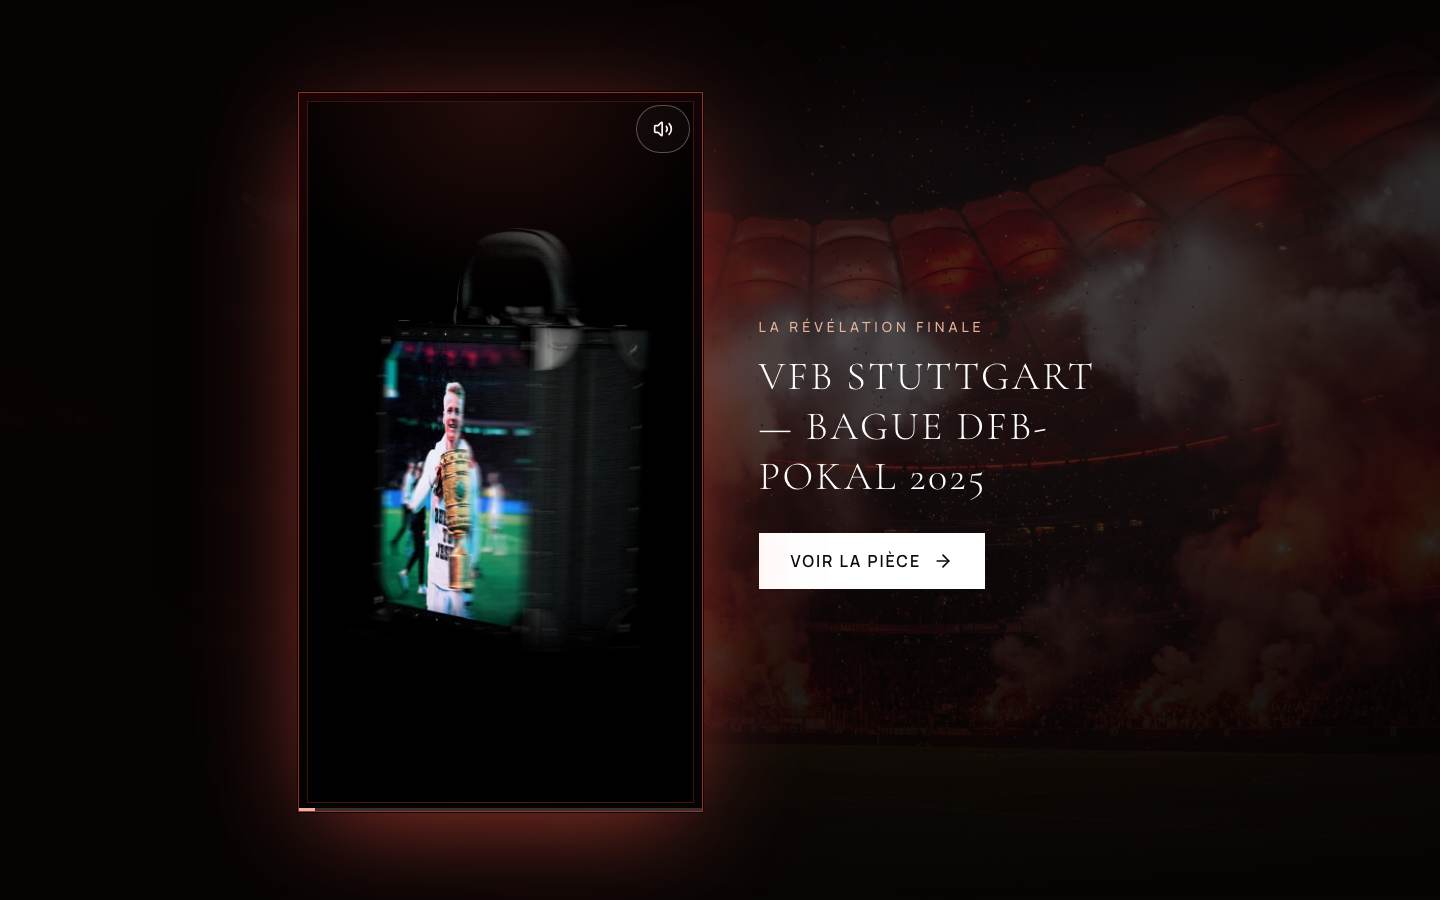 LA RÉVÉLATION FINALE
VFB STUTTGART
— BAGUE DFB-
POKAL 2025
VOIR LA PIÈCE